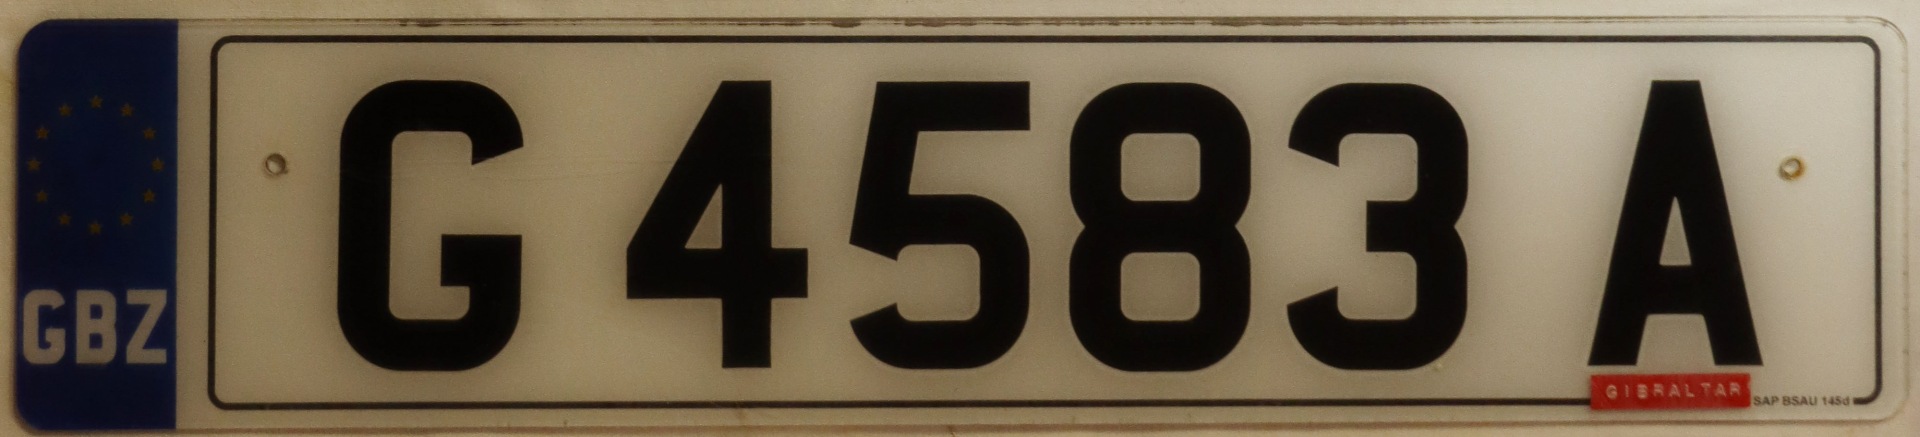 GBZ
G 4583 A
GIBRALTAR
SAP BSAU 145d